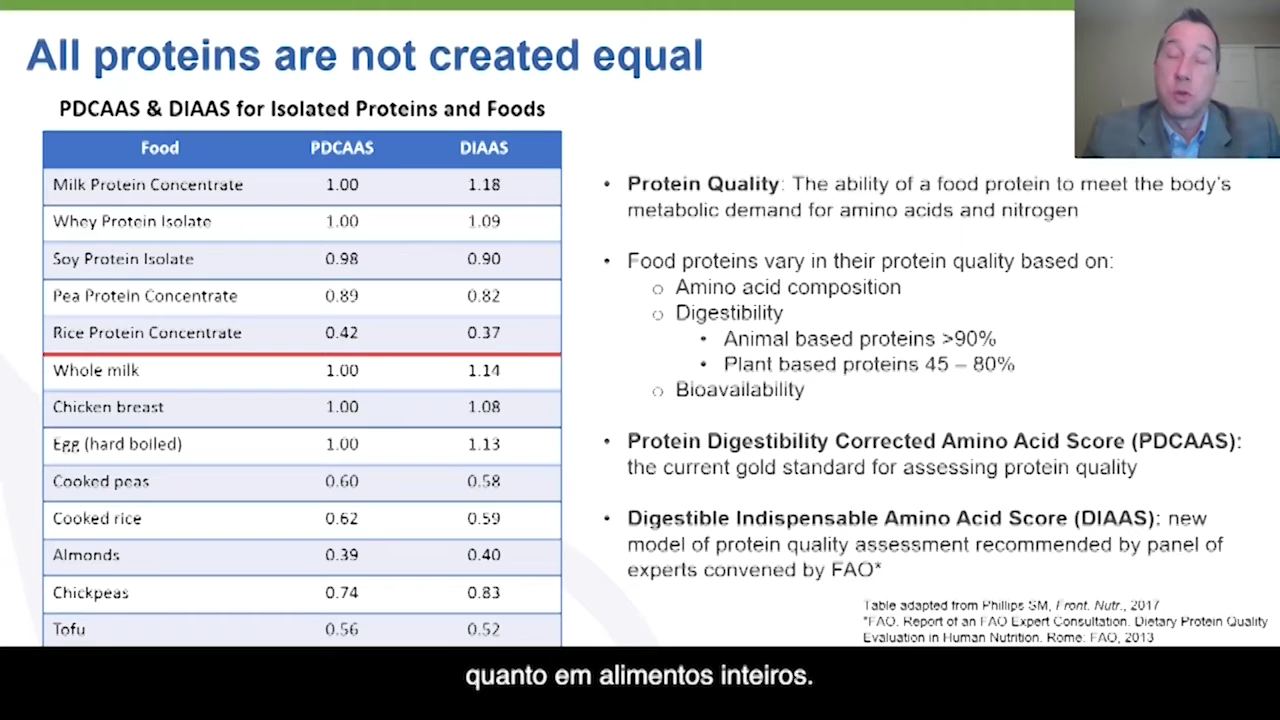 All proteins are not created equal
PDCAAS & DIAAS for Isolated Proteins and Foods
Food PDCAAS DIAAS
Milk Protein Concentrate 1.00 1.18
Whey Protein Isolate 1.00 1.09
Soy Protein Isolate 0.98 0.90
Pea Protein Concentrate 0.89 0.82
Rice Protein Concentrate 0.42 0.37
Whole milk 1.00 1.14
Chicken breast 1.00 1.08
Egg (hard boiled) 1.00 1.13
Cooked peas 0.60 0.58
Cooked rice 0.62 0.59
Almonds 0.39 0.40
Chickpeas 0.74 0.83
Tofu 0.56 0.52
• Protein Quality: The ability of a food protein to meet the body's
metabolic demand for amino acids and nitrogen
• Food proteins vary in their protein quality based on:
○ Amino acid composition
○ Digestibility
• Animal based proteins >90%
• Plant based proteins 45 – 80%
○ Bioavailability
• Protein Digestibility Corrected Amino Acid Score (PDCAAS):
the current gold standard for assessing protein quality
• Digestible Indispensable Amino Acid Score (DIAAS): new
model of protein quality assessment recommended by panel of
experts convened by FAO*
Table adapted from Phillips SM, Front. Nutr., 2017
*FAO. Report of an FAO Expert Consultation. Dietary Protein Quality
Evaluation in Human Nutrition. Rome: FAO, 2013
quanto em alimentos inteiros.